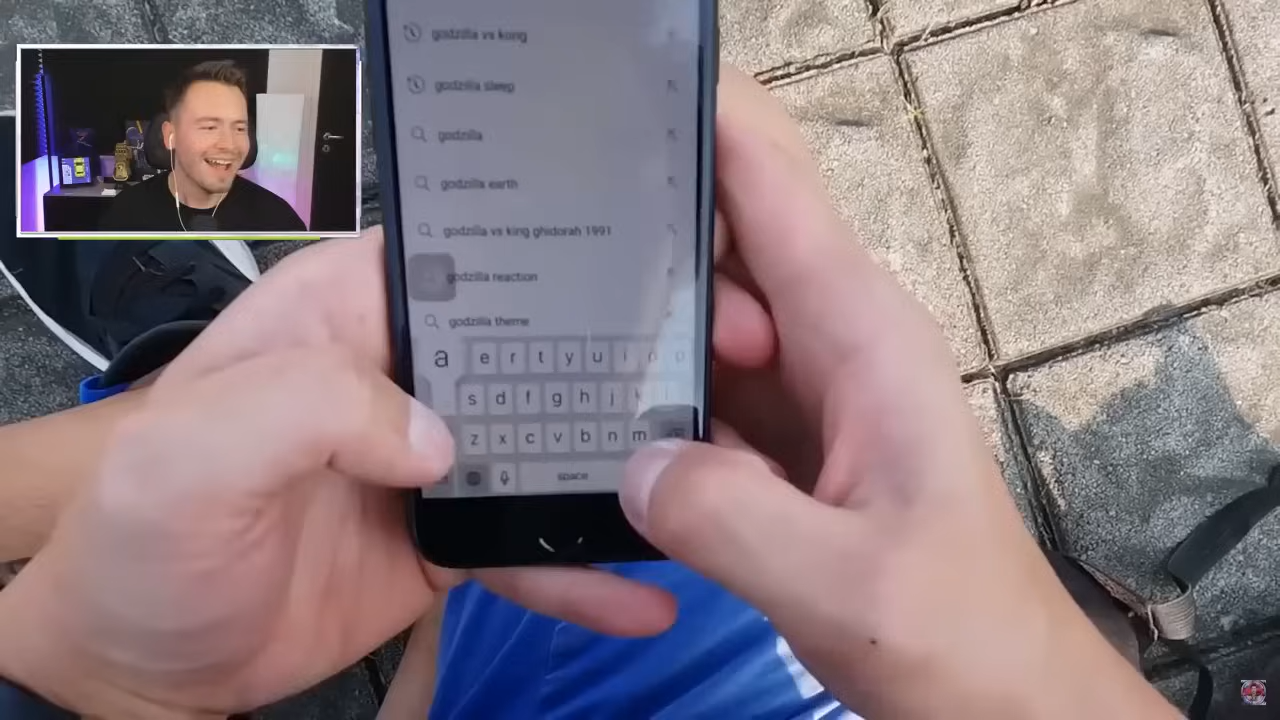 godzilla vs kong
godzilla sleep
godzilla
godzilla earth
godzilla vs king ghidorah 1991
godzilla reaction
godzilla theme
a e r t y u i o p
s d f g h j k l
z x c v b n m
space